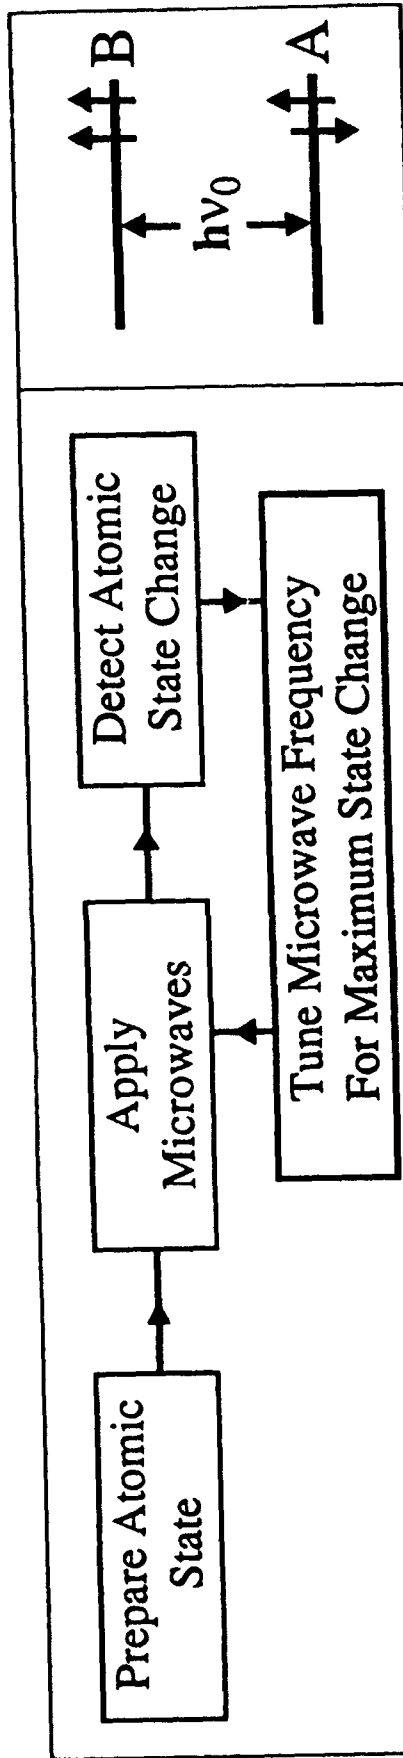 Prepare Atomic
State
Apply
Microwaves
Detect Atomic
State Change
Tune Microwave Frequency
For Maximum State Change
B
hν₀
A